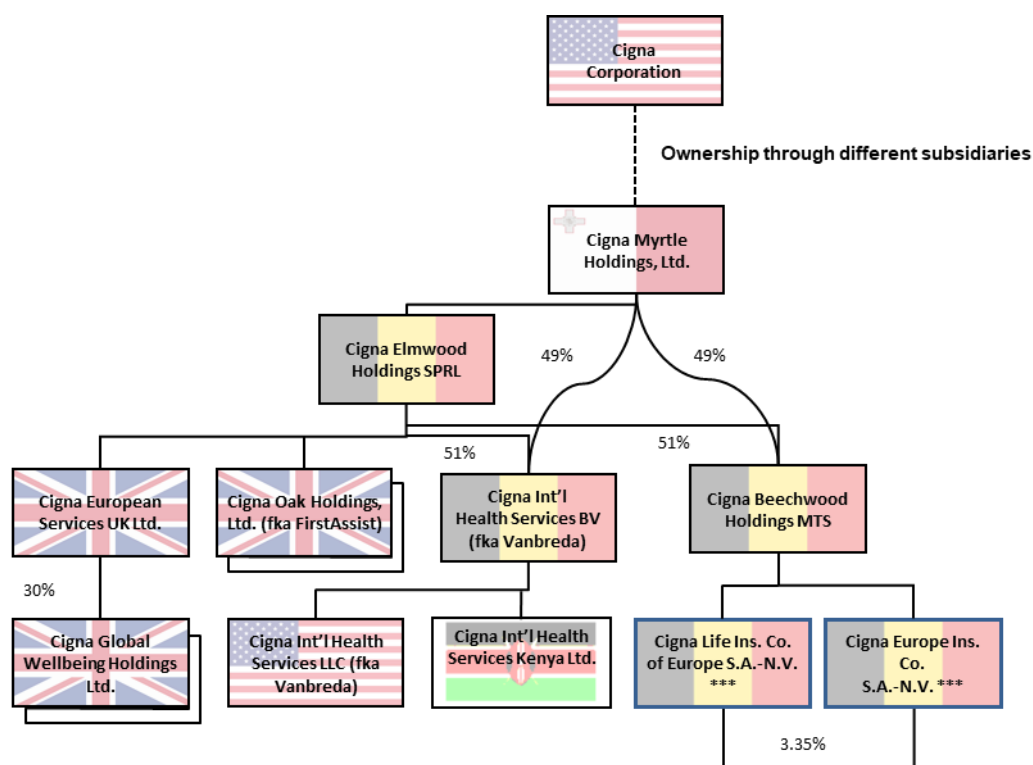 Cigna
Corporation
Ownership through different subsidiaries
Cigna Myrtle
Holdings, Ltd.
Cigna Elmwood
Holdings SPRL
49%
49%
51%
51%
Cigna European
Services UK Ltd.
Cigna Oak Holdings,
Ltd. (fka FirstAssist)
Cigna Int'l
Health Services BV
(fka Vanbreda)
Cigna Beechwood
Holdings MTS
30%
Cigna Global
Wellbeing Holdings
Ltd.
Cigna Int'l Health
Services LLC (fka
Vanbreda)
Cigna Int'l Health
Services Kenya Ltd.
Cigna Life Ins. Co.
of Europe S.A.-N.V.
***
Cigna Europe Ins.
Co.
S.A.-N.V. ***
3.35%